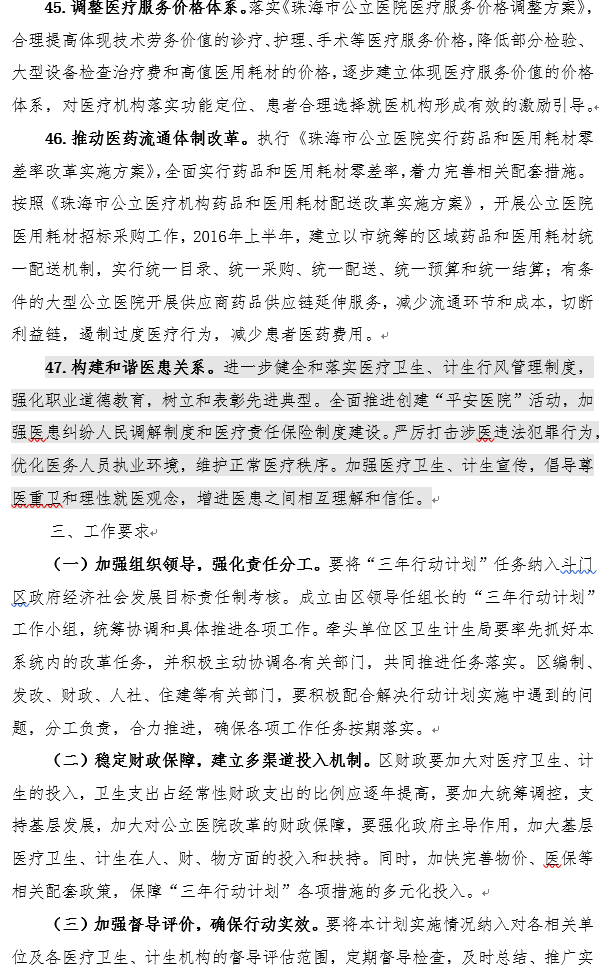 45.调整医疗服务价格体系。落实《珠海市公立医院医疗服务价格调整方案》,
合理提高体现技术劳务价值的诊疗、护理、手术等医疗服务价格,降低部分检验、
大型设备检查治疗费和高值医用耗材的价格,逐步建立体现医疗服务价值的价格
体系,对医疗机构落实功能定位、患者合理选择就医机构形成有效的激励引导。
46.推动医药流通体制改革。执行《珠海市公立医院实行药品和医用耗材零
差率改革实施方案》,全面实行药品和医用耗材零差率,着力完善相关配套措施。
按照《珠海市公立医疗机构药品和医用耗材配送改革实施方案》,开展公立医院
医用耗材招标采购工作,2016年上半年,建立以市统筹的区域药品和医用耗材统
一配送机制,实行统一目录、统一采购、统一配送、统一预算和统一结算;有条
件的大型公立医院开展供应商药品供应链延伸服务,减少流通环节和成本,切断
利益链,遏制过度医疗行为,减少患者医药费用。
47.构建和谐医患关系。进一步健全和落实医疗卫生、计生行风管理制度,
强化职业道德教育,树立和表彰先进典型。全面推进创建“平安医院”活动,加
强医患纠纷人民调解制度和医疗责任保险制度建设。严厉打击涉医违法犯罪行为,
优化医务人员执业环境,维护正常医疗秩序。加强医疗卫生、计生宣传,倡导尊
医重卫和理性就医观念,增进医患之间相互理解和信任。
三、工作要求
(一)加强组织领导,强化责任分工。要将“三年行动计划”任务纳入斗门
区政府经济社会发展目标责任制考核。成立由区领导任组长的“三年行动计划”
工作小组,统筹协调和具体推进各项工作。牵头单位区卫生计生局要率先抓好本
系统内的改革任务,并积极主动协调各有关部门,共同推进任务落实。区编制、
发改、财政、人社、住建等有关部门,要积极配合解决行动计划实施中遇到的问
题,分工负责,合力推进,确保各项工作任务按期落实。
(二)稳定财政保障,建立多渠道投入机制。区财政要加大对医疗卫生、计
生的投入,卫生支出占经常性财政支出的比例应逐年提高,要加大统筹调控,支
持基层发展,加大对公立医院改革的财政保障,要强化政府主导作用,加大基层
医疗卫生、计生在人、财、物方面的投入和扶持。同时,加快完善物价、医保等
相关配套政策,保障“三年行动计划”各项措施的多元化投入。
(三)加强督导评价,确保行动实效。要将本计划实施情况纳入对各相关单
位及各医疗卫生、计生机构的督导评估范围,定期督导检查,及时总结、推广实